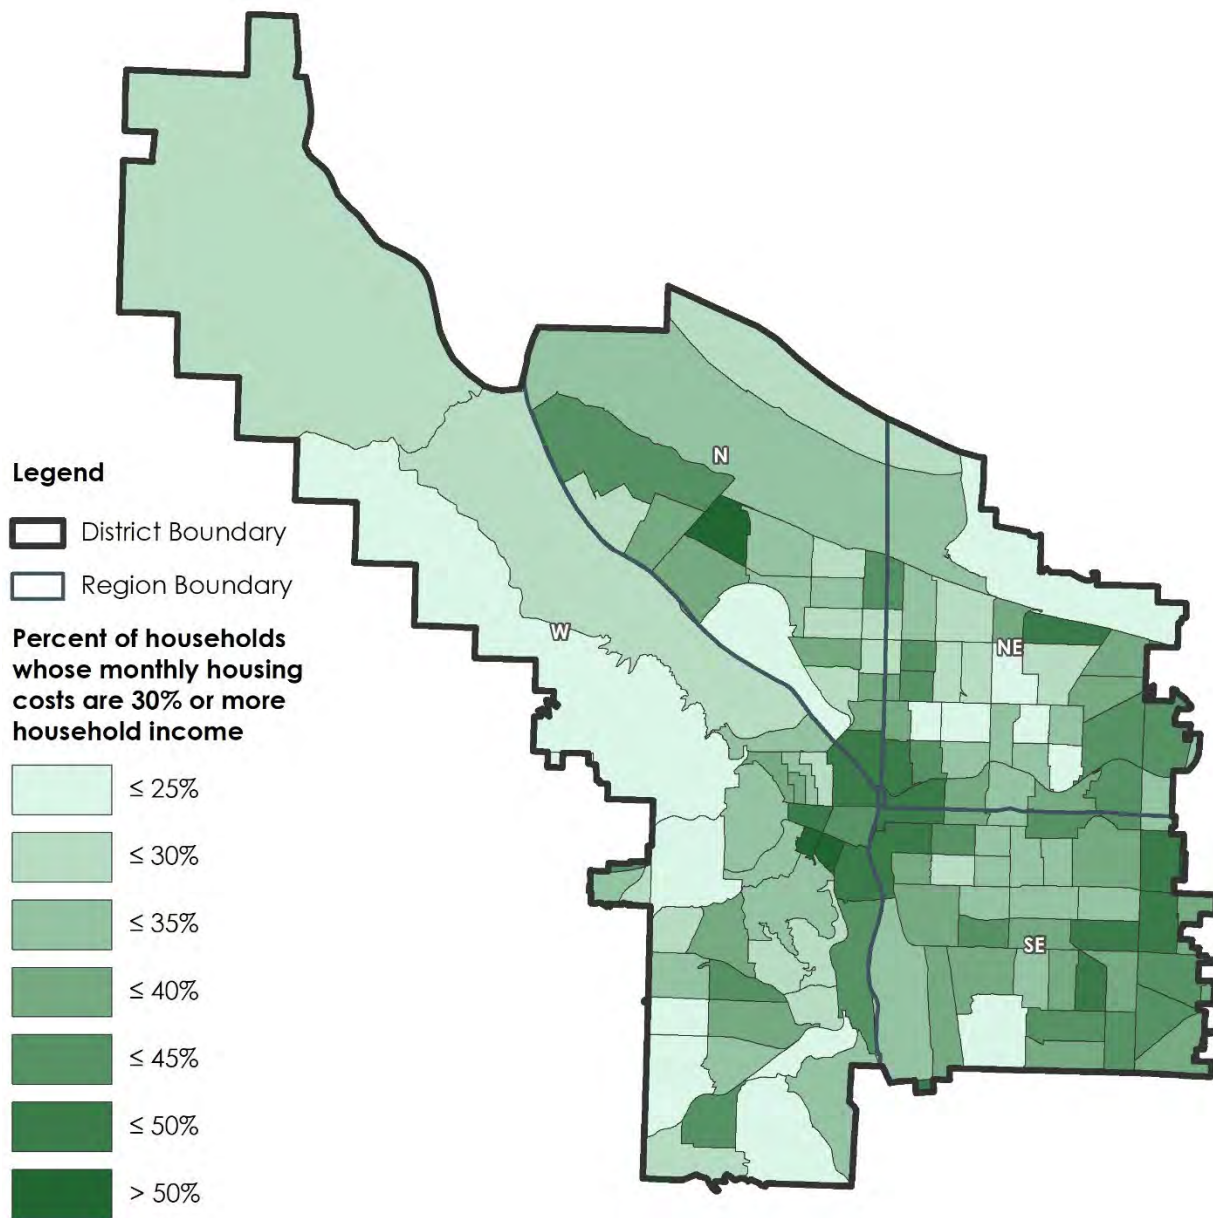 N
Legend
District Boundary
Region Boundary
Percent of households
whose monthly housing
costs are 30% or more
household income
W
NE
≤ 25%
≤ 30%
≤ 35%
SE
≤ 40%
≤ 45%
≤ 50%
> 50%